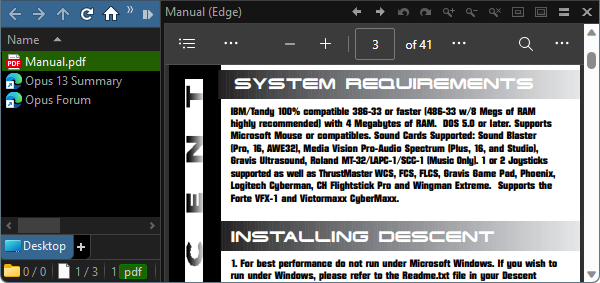 Manual (Edge)
Name
Manual.pdf
Opus 13 Summary
Opus Forum
Desktop +
0 / 0 1 / 3 1 pdf
3 of 41
CENT
SYSTEM REQUIREMENTS
IBM/Tandy 100% compatible 386-33 or faster (486-33 w/8 Megs of RAM
highly recommended) with 4 Megabytes of RAM. DOS 5.0 or later. Supports
Microsoft Mouse or compatibles. Sound Cards Supported: Sound Blaster
(Pro, 16, AWE32), Media Vision Pro-Audio Spectrum (Plus, 16, and Studio),
Gravis Ultrasound, Roland MT-32/LAPC-1/SCC-1 (Music Only). 1 or 2 Joysticks
supported as well as ThrustMaster WCS, FCS, FLCS, Gravis Game Pad, Phoenix,
Logitech Cyberman, CH Flightstick Pro and Wingman Extreme. Supports the
Forte VFX-1 and Victormaxx CyberMaxx.
INSTALLING DESCENT
1. For best performance do not run under Microsoft Windows. If you wish to
run under Windows, please refer to the Readme.txt file in your Descent